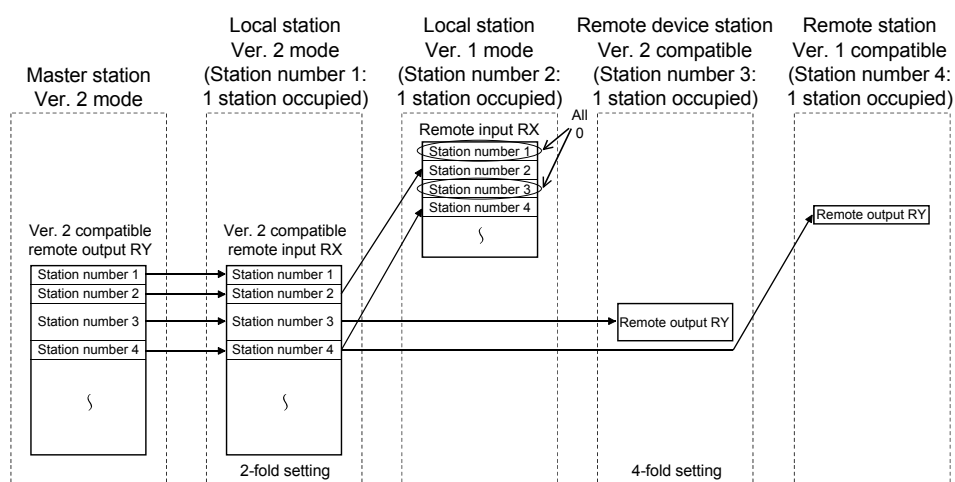 Master station
Ver. 2 mode
Local station
Ver. 2 mode
(Station number 1:
1 station occupied)
Local station
Ver. 1 mode
(Station number 2:
1 station occupied)
Remote device station
Ver. 2 compatible
(Station number 3:
1 station occupied)
Remote station
Ver. 1 compatible
(Station number 4:
1 station occupied)
All
0
Remote input RX
Station number 1
Station number 2
Station number 3
Station number 4
Remote output RY
Ver. 2 compatible
remote output RY
Station number 1
Station number 2
Station number 3
Station number 4
Ver. 2 compatible
remote input RX
Station number 1
Station number 2
Station number 3
Station number 4
Remote output RY
2-fold setting
4-fold setting